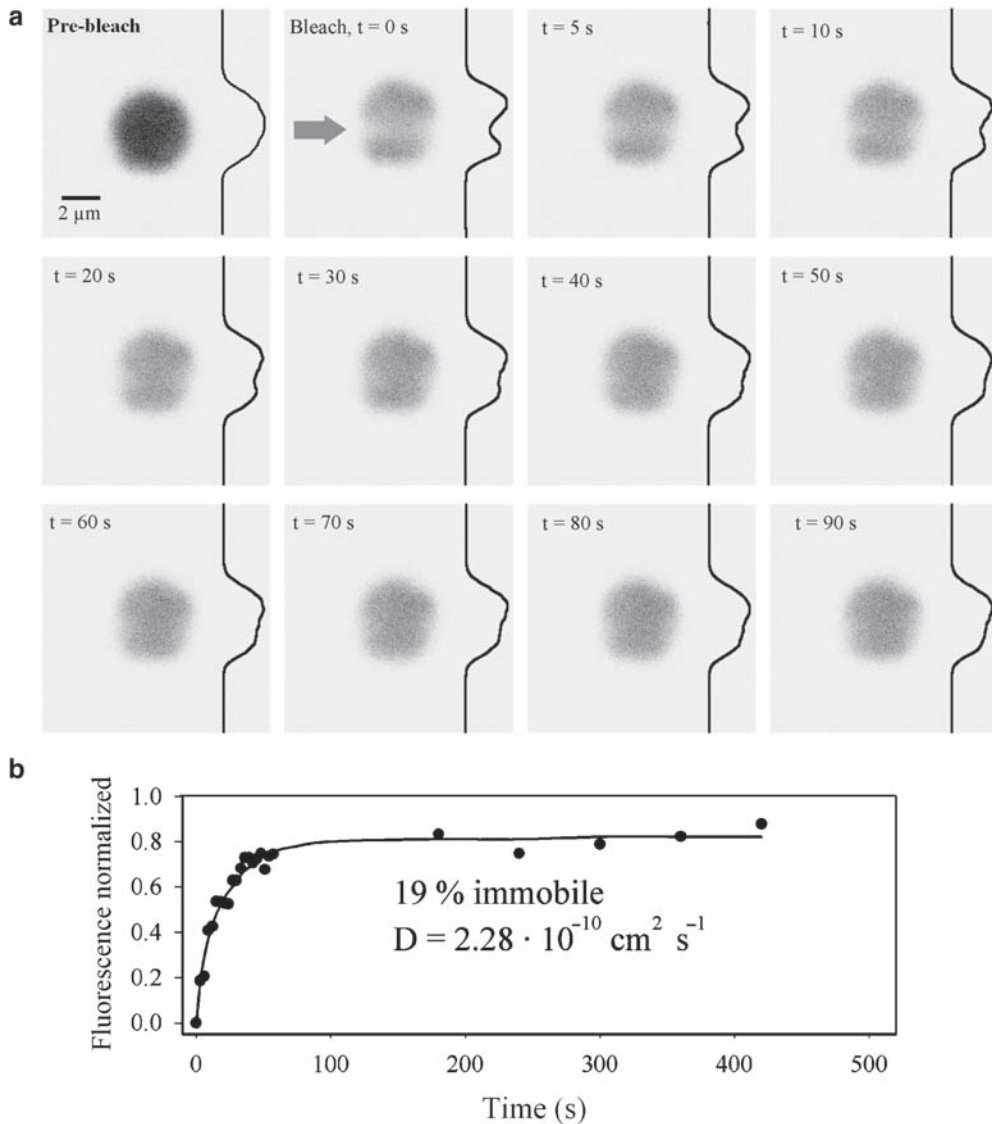 a
Pre-bleach
Bleach, t = 0 s
t = 5 s
t = 10 s
2 µm
t = 20 s
t = 30 s
t = 40 s
t = 50 s
t = 60 s
t = 70 s
t = 80 s
t = 90 s
b
Fluorescence normalized
1.0
0.8
0.6
0.4
0.2
0.0
19 % immobile
D = 2.28 · 10⁻¹⁰ cm² s⁻¹
0 100 200 300 400 500
Time (s)